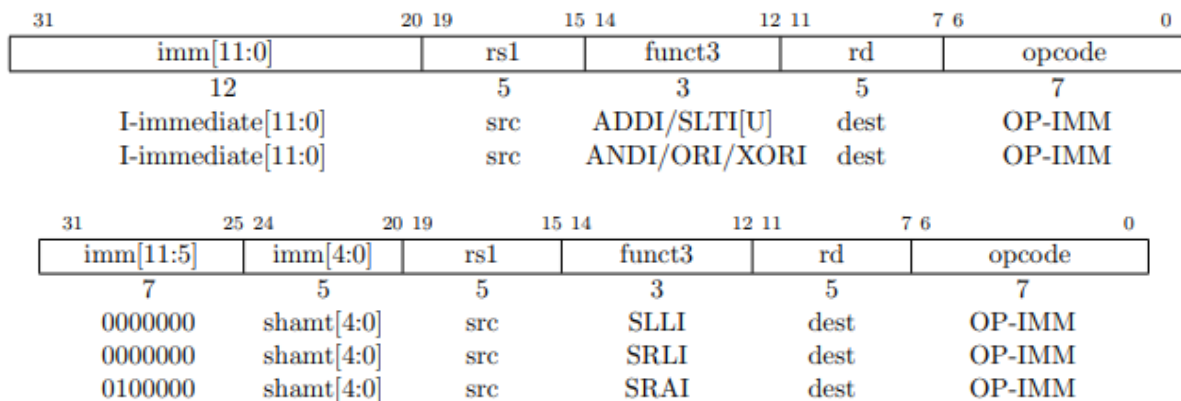 31 20 19 15 14 12 11 7 6 0
imm[11:0] rs1 funct3 rd opcode
12 5 3 5 7
I-immediate[11:0] src ADDI/SLTI[U] dest OP-IMM
I-immediate[11:0] src ANDI/ORI/XORI dest OP-IMM
31 25 24 20 19 15 14 12 11 7 6 0
imm[11:5] imm[4:0] rs1 funct3 rd opcode
7 5 5 3 5 7
0000000 shamt[4:0] src SLLI dest OP-IMM
0000000 shamt[4:0] src SRLI dest OP-IMM
0100000 shamt[4:0] src SRAI dest OP-IMM